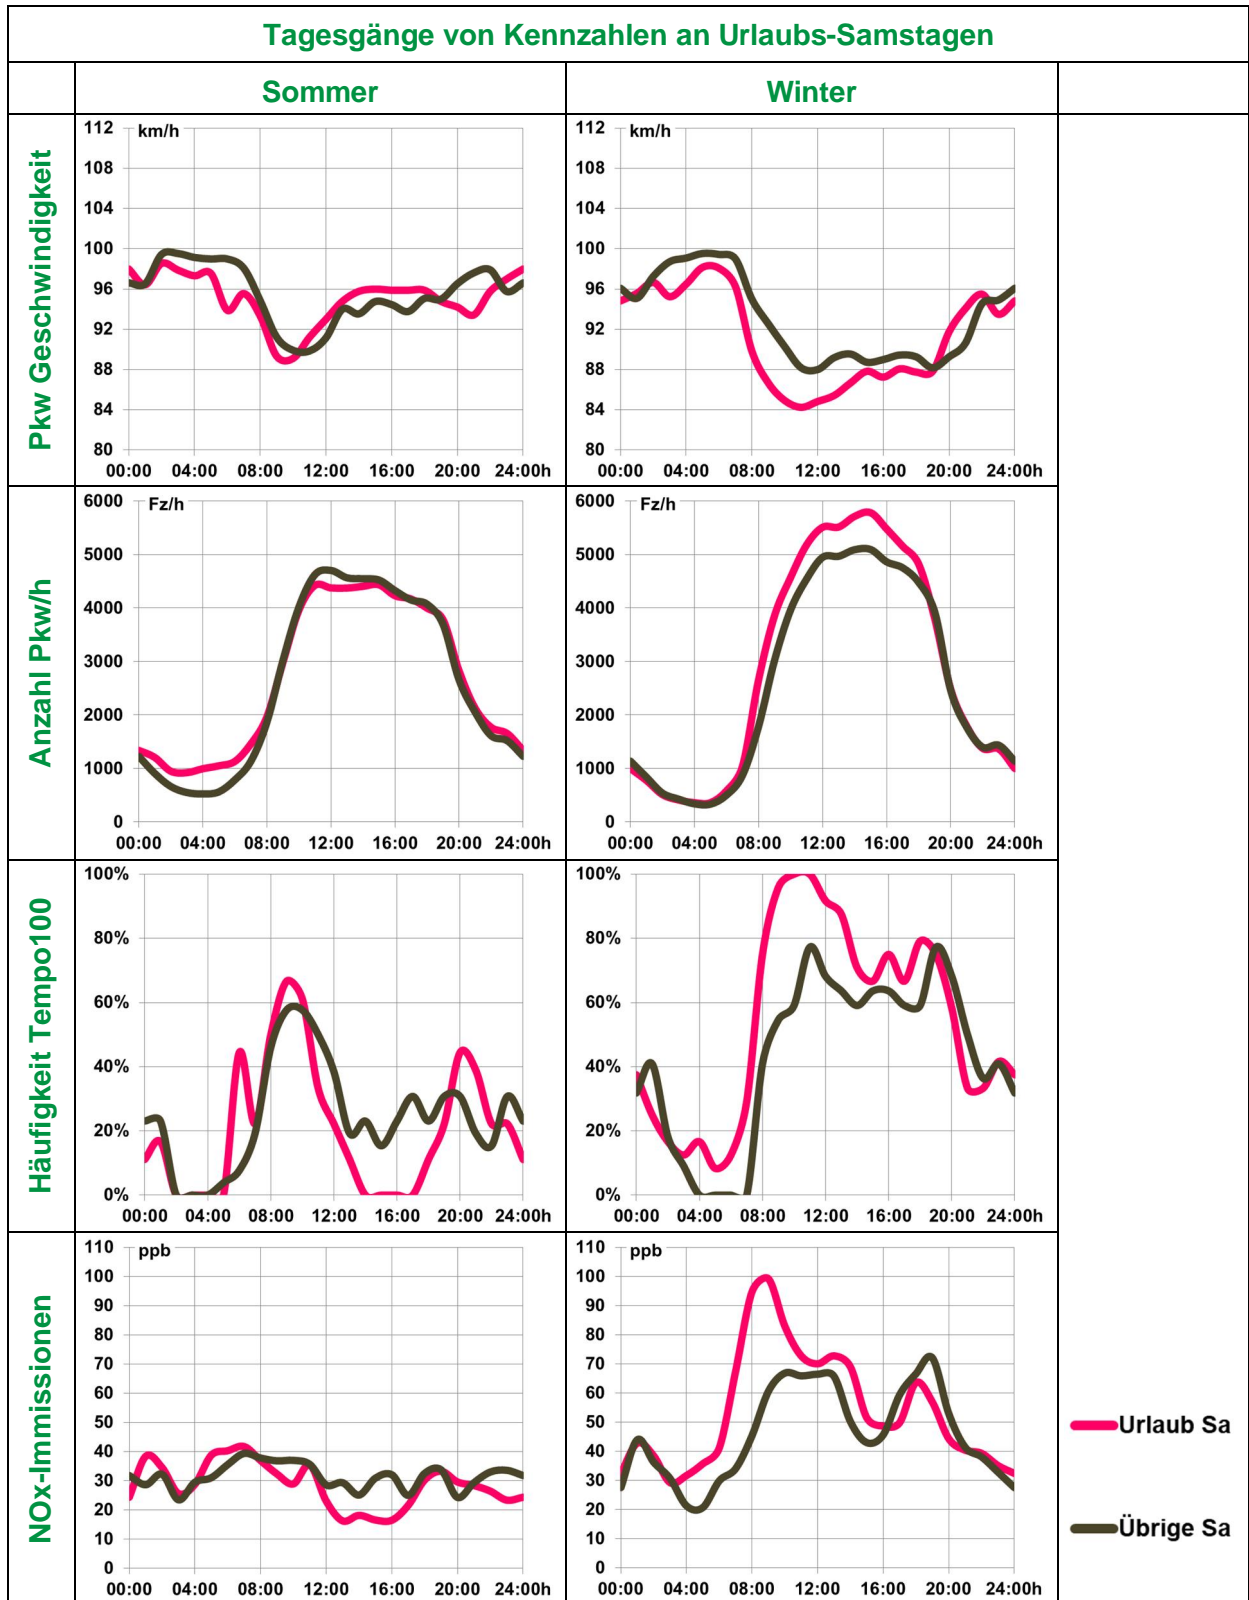 Tagesgänge von Kennzahlen an Urlaubs-Samstagen
Sommer
Winter
Pkw Geschwindigkeit
km/h
112
108
104
100
96
92
88
84
80
00:00 04:00 08:00 12:00 16:00 20:00 24:00h
km/h
112
108
104
100
96
92
88
84
80
00:00 04:00 08:00 12:00 16:00 20:00 24:00h
Anzahl Pkw/h
Fz/h
6000
5000
4000
3000
2000
1000
0
00:00 04:00 08:00 12:00 16:00 20:00 24:00h
Fz/h
6000
5000
4000
3000
2000
1000
0
00:00 04:00 08:00 12:00 16:00 20:00 24:00h
Häufigkeit Tempo100
100%
80%
60%
40%
20%
0%
00:00 04:00 08:00 12:00 16:00 20:00 24:00h
100%
80%
60%
40%
20%
0%
00:00 04:00 08:00 12:00 16:00 20:00 24:00h
NOx-Immissionen
ppb
110
100
90
80
70
60
50
40
30
20
10
0
00:00 04:00 08:00 12:00 16:00 20:00 24:00h
ppb
110
100
90
80
70
60
50
40
30
20
10
0
00:00 04:00 08:00 12:00 16:00 20:00 24:00h
Urlaub Sa
Übrige Sa